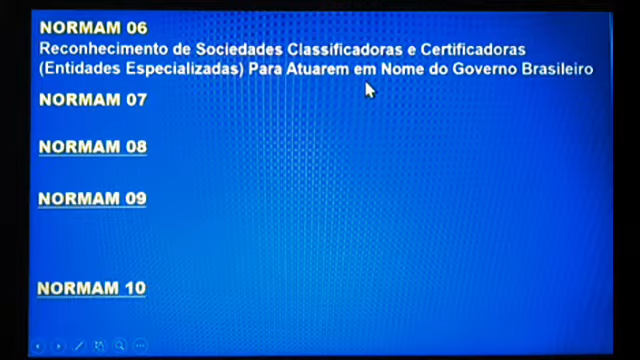 NORMAM 06
Reconhecimento de Sociedades Classificadoras e Certificadoras
(Entidades Especializadas) Para Atuarem em Nome do Governo Brasileiro
NORMAM 07
NORMAM 08
NORMAM 09
NORMAM 10